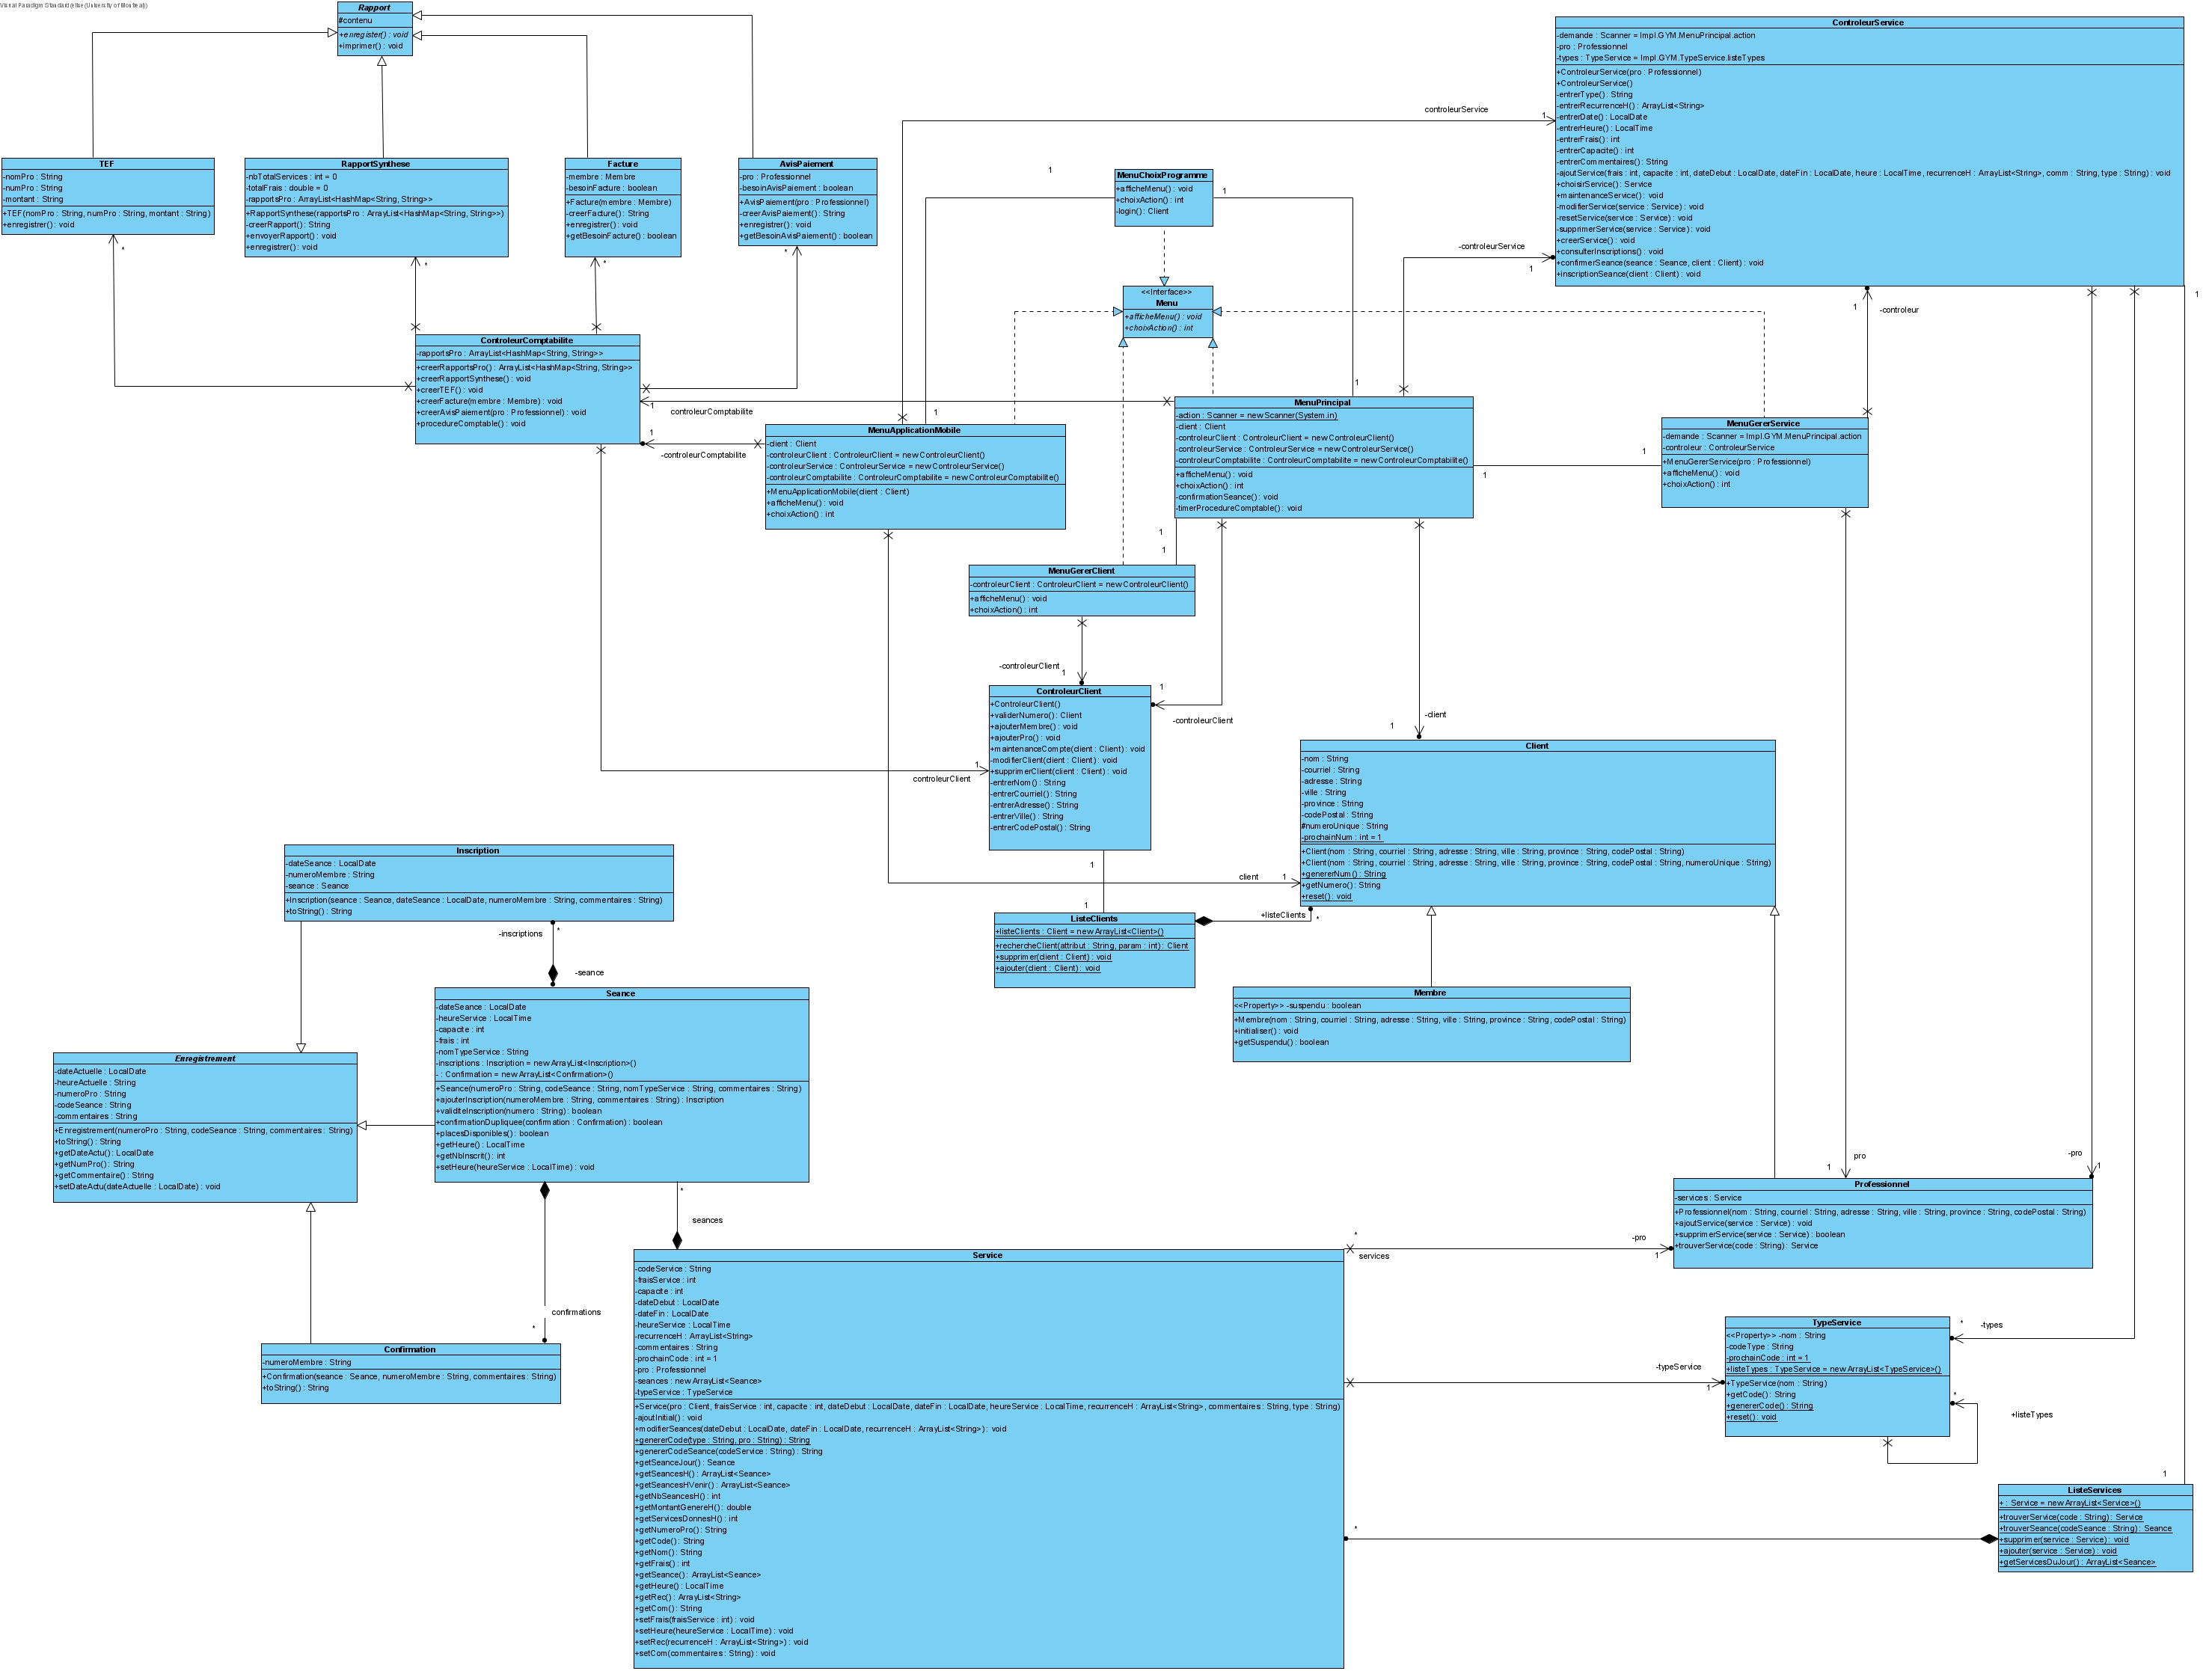 Visual Paradigm Standard(elise(University of Montreal))
Rapport
#contenu
+enregister() : void
+imprimer() : void
TEF
-nomPro : String
-numPro : String
-montant : String
+TEF(nomPro : String, numPro : String, montant : String)
+enregistrer() : void
RapportSynthese
-nbTotalServices : int = 0
-totalFrais : double = 0
-rapportsPro : ArrayList<HashMap<String, String>>
+RapportSynthese(rapportsPro : ArrayList<HashMap<String, String>>)
-creerRapport() : String
+envoyerRapport() : void
+enregistrer() : void
Facture
-membre : Membre
-besoinFacture : boolean
+Facture(membre : Membre)
-creerFacture() : String
+enregistrer() : void
+getBesoinFacture() : boolean
AvisPaiement
-pro : Professionnel
-besoinAvisPaiement : boolean
+AvisPaiement(pro : Professionnel)
-creerAvisPaiement() : String
+enregistrer() : void
+getBesoinAvisPaiement() : boolean
MenuChoixProgramme
+afficheMenu() : void
+choixAction() : int
-login() : Client
<<Interface>>
Menu
+afficheMenu() : void
+choixAction() : int
ControleurService
-demande : Scanner = Impl.GYM.MenuPrincipal.action
-pro : Professionnel
-types : TypeService = Impl.GYM.TypeService.listeTypes
+ControleurService(pro : Professionnel)
+ControleurService()
-entrerType() : String
-entrerRecurrenceH() : ArrayList<String>
-entrerDate() : LocalDate
-entrerHeure() : LocalTime
-entrerFrais() : int
-entrerCapacite() : int
-entrerCommentaires() : String
-ajoutService(frais : int, capacite : int, dateDebut : LocalDate, dateFin : LocalDate, heure : LocalTime, recurrenceH : ArrayList<String>, comm : String, type : String) : void
+choisirService() : Service
+maintenanceService() : void
-modifierService(service : Service) : void
-resetService(service : Service) : void
-supprimerService(service : Service) : void
+creerService() : void
+consulterInscriptions() : void
+confirmerSeance(seance : Seance, client : Client) : void
+inscriptionSeance(client : Client) : void
controleurService
1
1
1
-controleurService
1
1
-controleur
1
*
*
*
*
ControleurComptabilite
-rapportsPro : ArrayList<HashMap<String, String>>
+creerRapportsPro() : ArrayList<HashMap<String, String>>
+creerRapportSynthese() : void
+creerTEF() : void
+creerFacture(membre : Membre) : void
+creerAvisPaiement(pro : Professionnel) : void
+procedureComptable() : void
1
controleurComptabilite
1
-controleurComptabilite
1
1
MenuApplicationMobile
-client : Client
-controleurClient : ControleurClient = new ControleurClient()
-controleurService : ControleurService = new ControleurService()
-controleurComptabilite : ControleurComptabilite = new ControleurComptabilite()
+MenuApplicationMobile(client : Client)
+afficheMenu() : void
+choixAction() : int
MenuPrincipal
-action : Scanner = new Scanner(System.in)
-client : Client
-controleurClient : ControleurClient = new ControleurClient()
-controleurService : ControleurService = new ControleurService()
-controleurComptabilite : ControleurComptabilite = new ControleurComptabilite()
+afficheMenu() : void
+choixAction() : int
-confirmationSeance() : void
-timerProcedureComptable() : void
MenuGererService
-demande : Scanner = Impl.GYM.MenuPrincipal.action
-controleur : ControleurService
+MenuGererService(pro : Professionnel)
+afficheMenu() : void
+choixAction() : int
1
1
1
1
MenuGererClient
-controleurClient : ControleurClient = new ControleurClient()
+afficheMenu() : void
+choixAction() : int
-controleurClient
1
1
-controleurClient
ControleurClient
+ControleurClient()
+validerNumero() : Client
+ajouterMembre() : void
+ajouterPro() : void
+maintenanceCompte(client : Client) : void
-modifierClient(client : Client) : void
+supprimerClient(client : Client) : void
-entrerNom() : String
-entrerCourriel() : String
-entrerAdresse() : String
-entrerVille() : String
-entrerCodePostal() : String
1
controleurClient
-client
1
Client
-nom : String
-courriel : String
-adresse : String
-ville : String
-province : String
-codePostal : String
#numeroUnique : String
-prochainNum : int = 1
+Client(nom : String, courriel : String, adresse : String, ville : String, province : String, codePostal : String)
+Client(nom : String, courriel : String, adresse : String, ville : String, province : String, codePostal : String, numeroUnique : String)
+genererNum() : String
+getNumero() : String
+reset() : void
client
1
1
1
ListeClients
+listeClients : Client = new ArrayList<Client>()
+rechercheClient(attribut : String, param : int) : Client
+supprimer(client : Client) : void
+ajouter(client : Client) : void
+listeClients
*
Membre
<<Property>> -suspendu : boolean
+Membre(nom : String, courriel : String, adresse : String, ville : String, province : String, codePostal : String)
+initialiser() : void
+getSuspendu() : boolean
Inscription
-dateSeance : LocalDate
-numeroMembre : String
-seance : Seance
+Inscription(seance : Seance, dateSeance : LocalDate, numeroMembre : String, commentaires : String)
+toString() : String
-inscriptions
*
-seance
Seance
-dateSeance : LocalDate
-heureService : LocalTime
-capacite : int
-frais : int
-nomTypeService : String
-inscriptions : Inscription = new ArrayList<Inscription>()
- : Confirmation = new ArrayList<Confirmation>()
+Seance(numeroPro : String, codeSeance : String, nomTypeService : String, commentaires : String)
+ajouterInscription(numeroMembre : String, commentaires : String) : Inscription
+validiteInscription(numero : String) : boolean
+confirmationDupliquee(confirmation : Confirmation) : boolean
+placesDisponibles() : boolean
+getHeure() : LocalTime
+getNbInscrit() : int
+setHeure(heureService : LocalTime) : void
Enregistrement
-dateActuelle : LocalDate
-heureActuelle : String
-numeroPro : String
-codeSeance : String
-commentaires : String
+Enregistrement(numeroPro : String, codeSeance : String, commentaires : String)
+toString() : String
+getDateActu() : LocalDate
+getNumPro() : String
+getCommentaire() : String
+setDateActu(dateActuelle : LocalDate) : void
*
seances
confirmations
*
Confirmation
-numeroMembre : String
+Confirmation(seance : Seance, numeroMembre : String, commentaires : String)
+toString() : String
pro
1
-pro
1
Professionnel
-services : Service
+Professionnel(nom : String, courriel : String, adresse : String, ville : String, province : String, codePostal : String)
+ajoutService(service : Service) : void
+supprimerService(service : Service) : boolean
+trouverService(code : String) : Service
*
services
-pro
1
Service
-codeService : String
-fraisService : int
-capacite : int
-dateDebut : LocalDate
-dateFin : LocalDate
-heureService : LocalTime
-recurrenceH : ArrayList<String>
-commentaires : String
-prochainCode : int = 1
-pro : Professionnel
-seances : new ArrayList<Seance>
-typeService : TypeService
+Service(pro : Client, fraisService : int, capacite : int, dateDebut : LocalDate, dateFin : LocalDate, heureService : LocalTime, recurrenceH : ArrayList<String>, commentaires : String, type : String)
-ajoutInitial() : void
+modifierSeances(dateDebut : LocalDate, dateFin : LocalDate, recurrenceH : ArrayList<String>) : void
+genererCode(type : String, pro : String) : String
+genererCodeSeance(codeService : String) : String
+getSeanceJour() : Seance
+getSeancesH() : ArrayList<Seance>
+getSeancesHVenir() : ArrayList<Seance>
+getNbSeancesH() : int
+getMontantGenereH() : double
+getServicesDonnesH() : int
+getNumeroPro() : String
+getCode() : String
+getNom() : String
+getFrais() : int
+getSeance() : ArrayList<Seance>
+getHeure() : LocalTime
+getRec() : ArrayList<String>
+getCom() : String
+setFrais(fraisService : int) : void
+setHeure(heureService : LocalTime) : void
+setRec(recurrenceH : ArrayList<String>) : void
+setCom(commentaires : String) : void
-typeService
1
TypeService
<<Property>> -nom : String
-codeType : String
-prochainCode : int = 1
+listeTypes : TypeService = new ArrayList<TypeService>()
+TypeService(nom : String)
+getCode() : String
+genererCode() : String
+reset() : void
*
-types
*
+listeTypes
1
ListeServices
+ : Service = new ArrayList<Service>()
+trouverService(code : String) : Service
+trouverSeance(codeSeance : String) : Seance
+supprimer(service : Service) : void
+ajouter(service : Service) : void
+getServicesDuJour() : ArrayList<Seance>
*